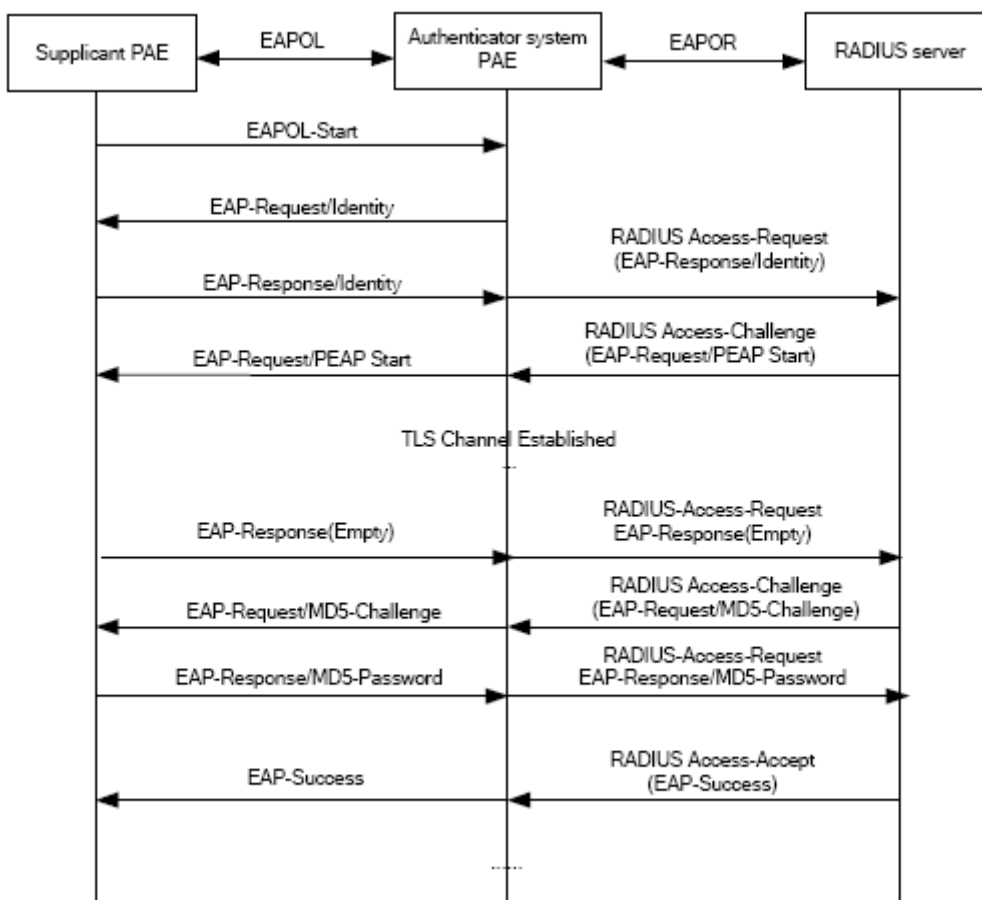 Supplicant PAE
EAPOL
Authenticator system
PAE
EAPOR
RADIUS server
EAPOL-Start
EAP-Request/Identity
RADIUS Access-Request
(EAP-Response/Identity)
EAP-Response/Identity
RADIUS Access-Challenge
(EAP-Request/PEAP Start)
EAP-Request/PEAP Start
TLS Channel Established
RADIUS-Access-Request
EAP-Response(Empty)
EAP-Response(Empty)
RADIUS Access-Challenge
(EAP-Request/MD5-Challenge)
EAP-Request/MD5-Challenge
RADIUS-Access-Request
EAP-Response/MD5-Password
EAP-Response/MD5-Password
RADIUS Access-Accept
(EAP-Success)
EAP-Success